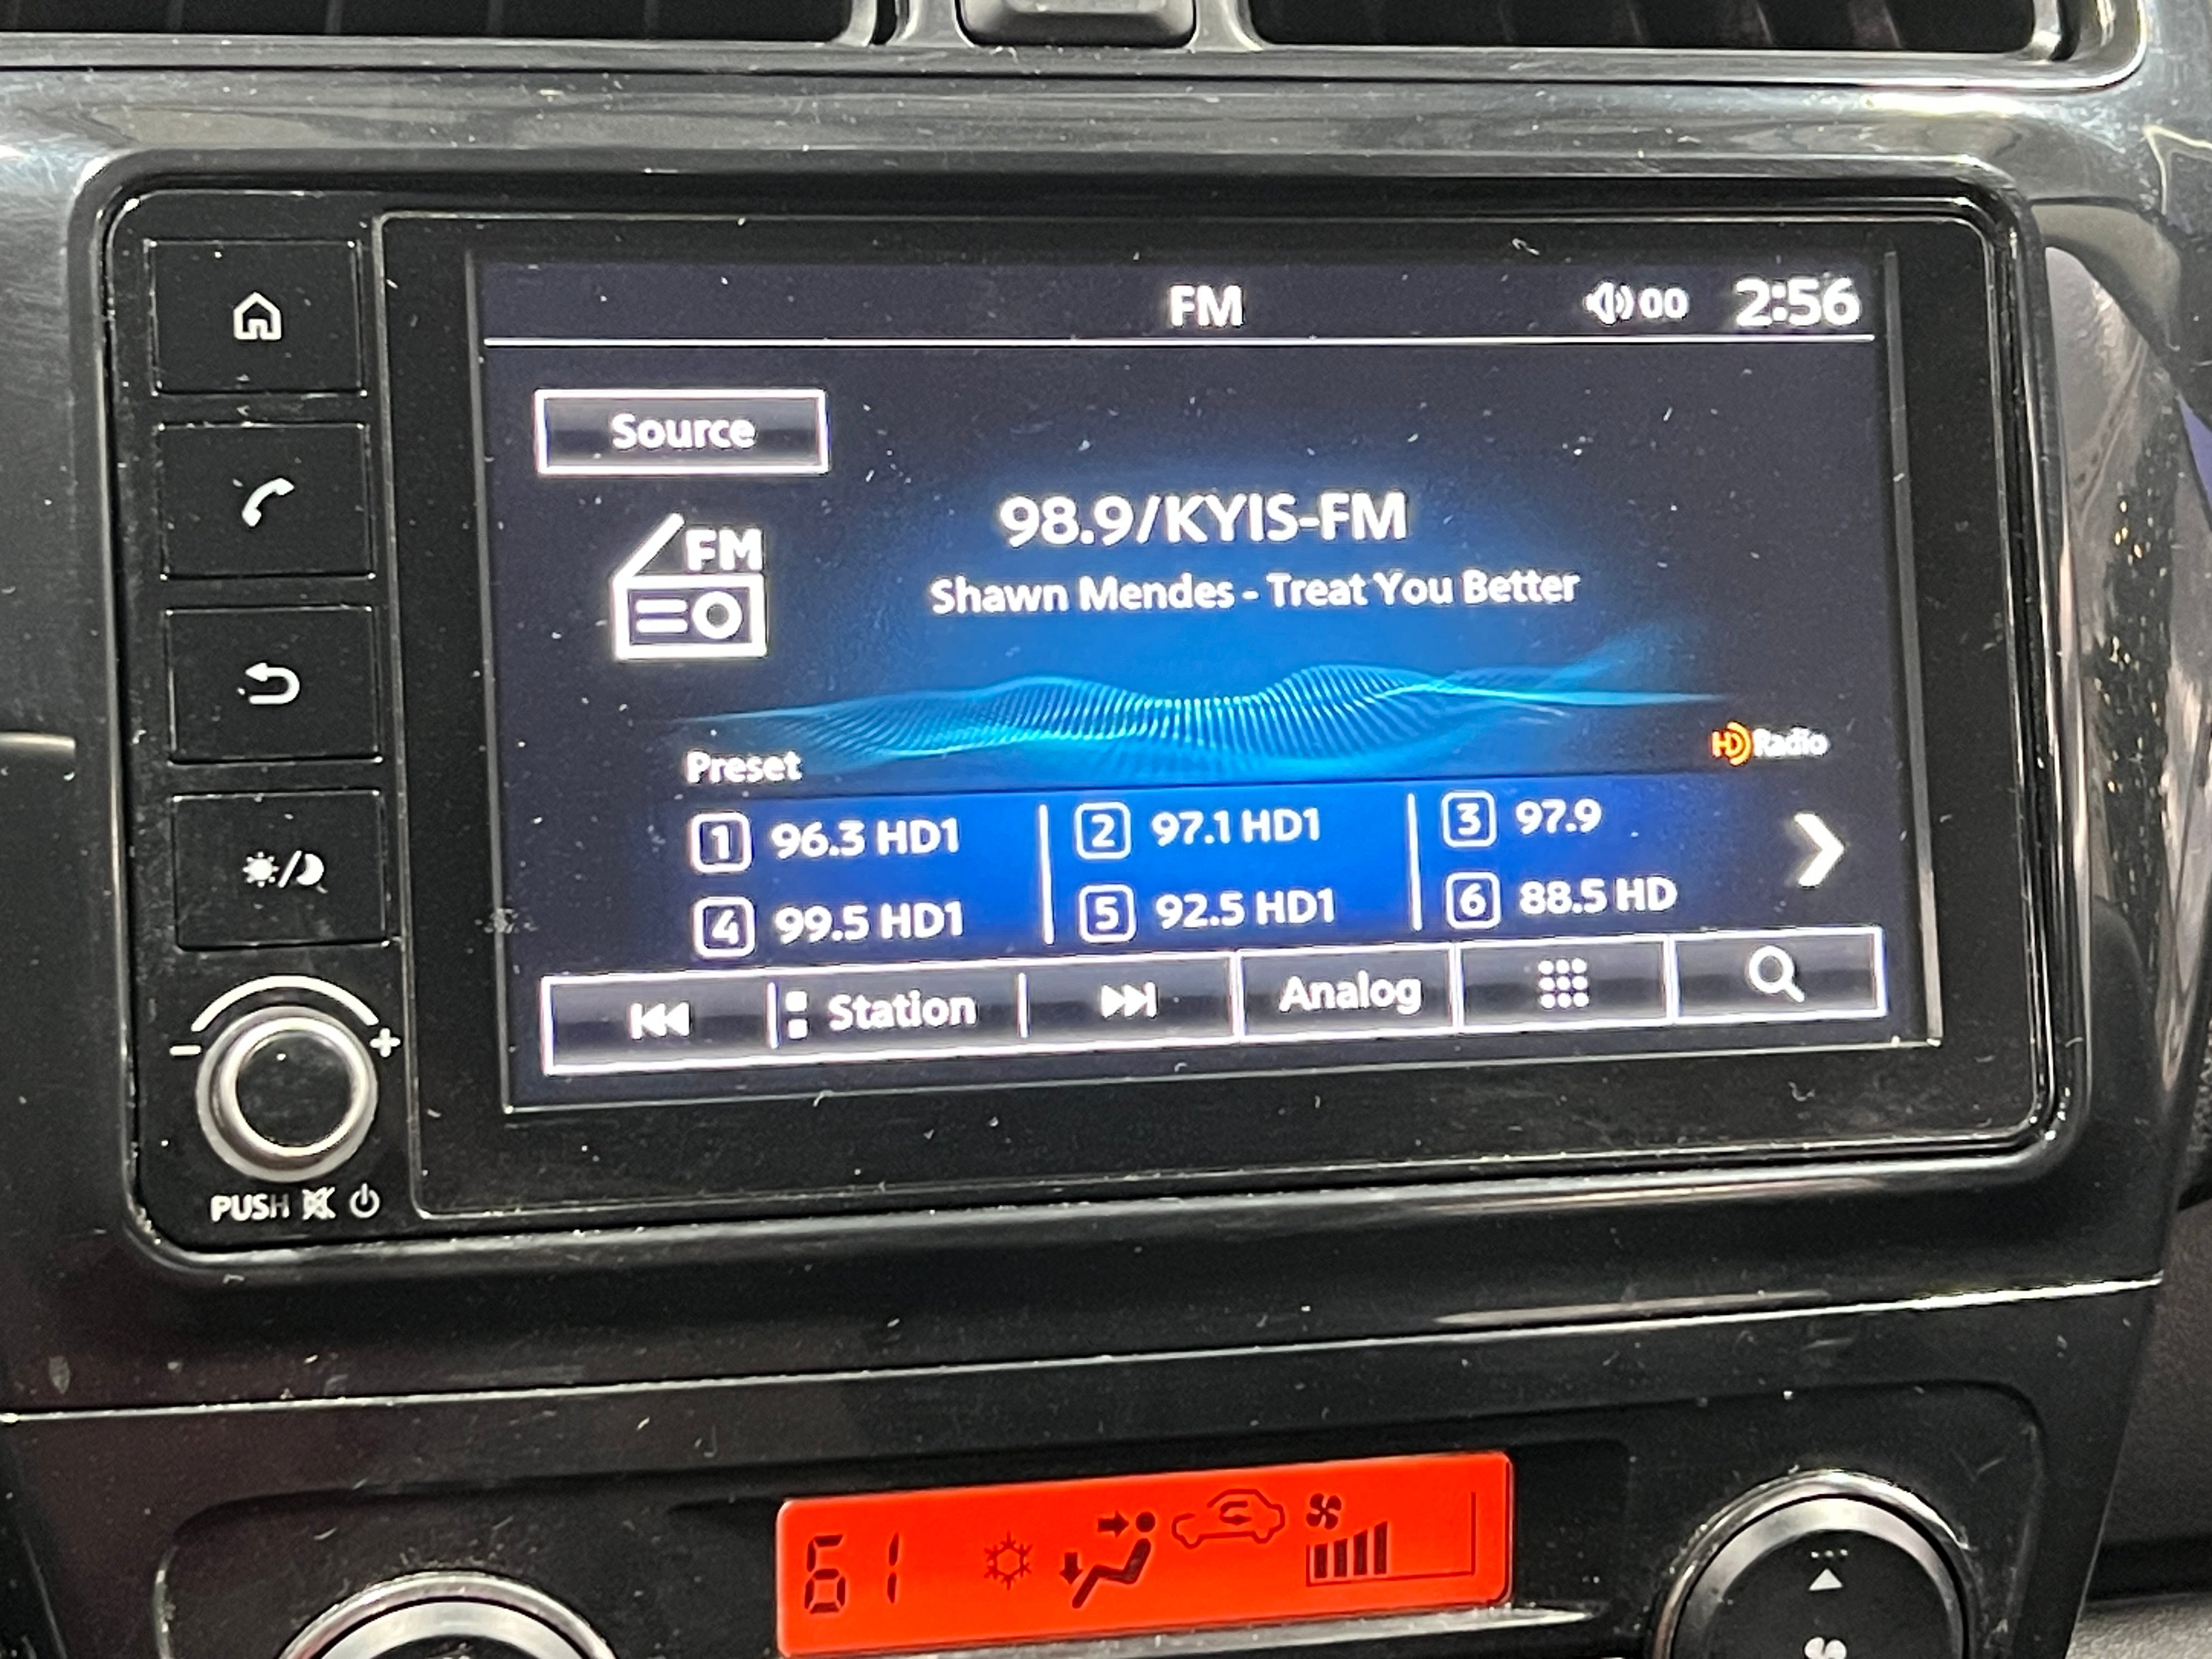 FM 00 2:56
Source
FM
98.9/KYIS-FM
Shawn Mendes - Treat You Better
HD Radio
Preset
1 96.3 HD1 2 97.1 HD1 3 97.9
4 99.5 HD1 5 92.5 HD1 6 88.5 HD
Station Analog
- +
PUSH
61